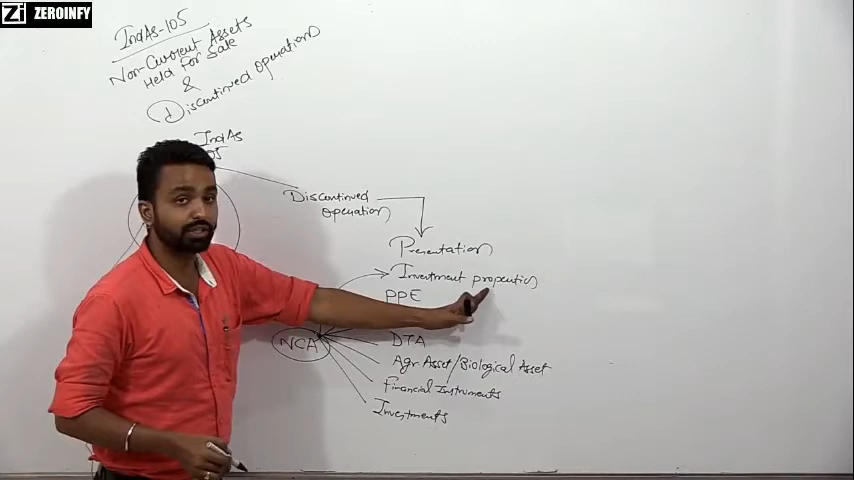 Zi ZEROINFY
IndAs-105
Non-Current Assets
Held For Sale
&
Discontinued Operation
IndAs
Discontinued
Operation
Presentation
Investment properties
PPE
NCA
DTA
Agr Asset/Biological Asset
Financial Instruments
Investments